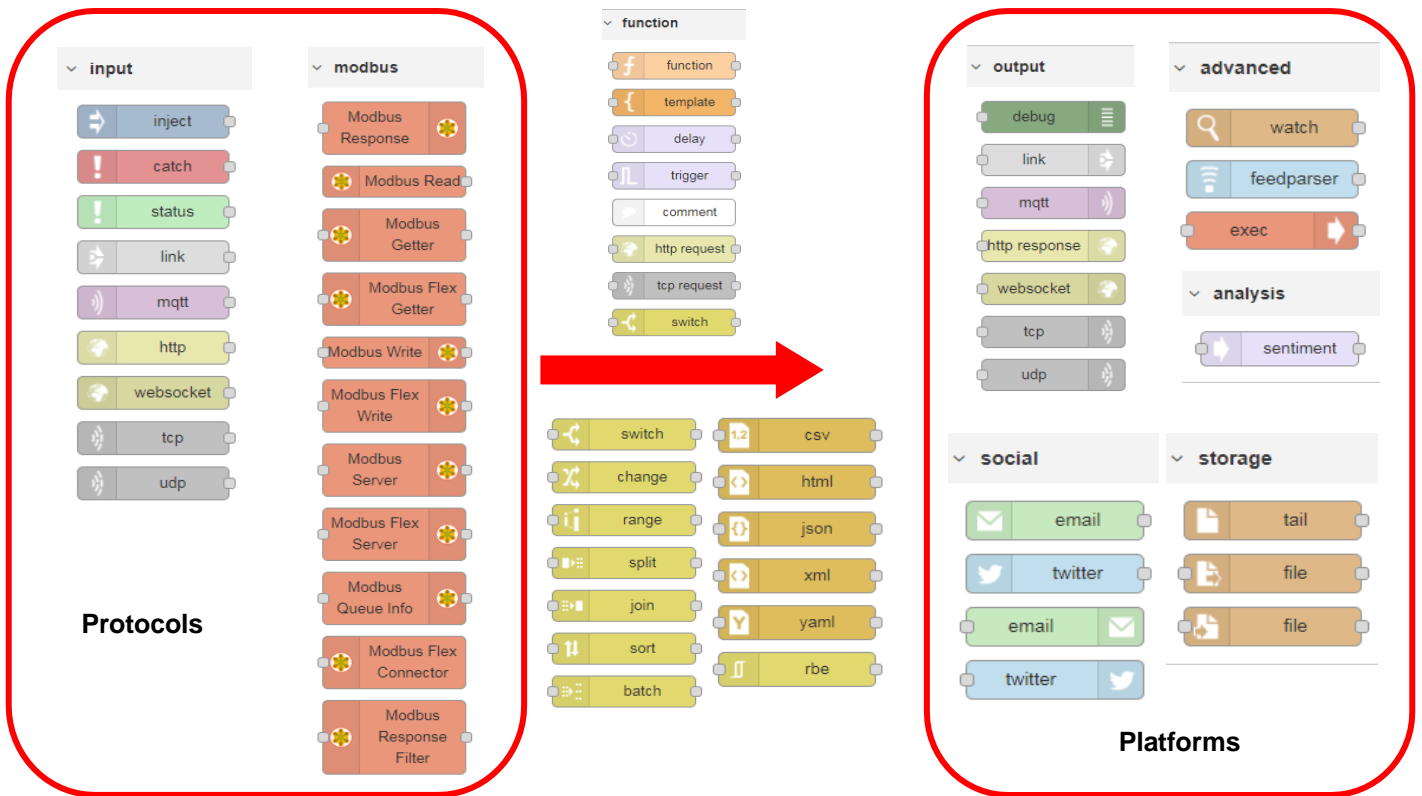 input
inject
catch
status
link
mqtt
http
websocket
tcp
udp
Protocols
modbus
Modbus
Response
Modbus Read
Modbus
Getter
Modbus Flex
Getter
Modbus Write
Modbus Flex
Write
Modbus
Server
Modbus Flex
Server
Modbus
Queue Info
Modbus Flex
Connector
Modbus
Response
Filter
function
function
template
delay
trigger
comment
http request
tcp request
switch
switch
change
range
split
join
sort
batch
1,2
csv
html
json
xml
Y
yaml
rbe
output
debug
link
mqtt
http response
websocket
tcp
udp
advanced
watch
feedparser
exec
analysis
sentiment
social
email
twitter
email
twitter
storage
tail
file
file
Platforms